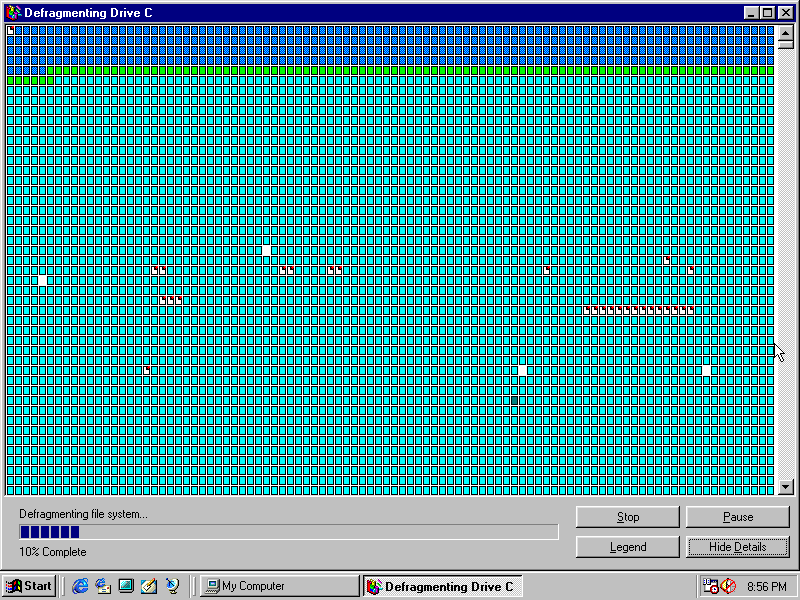 Defragmenting Drive C
Defragmenting file system...
10% Complete
Stop
Pause
Legend
Hide Details
Start
My Computer
Defragmenting Drive C
8:56 PM